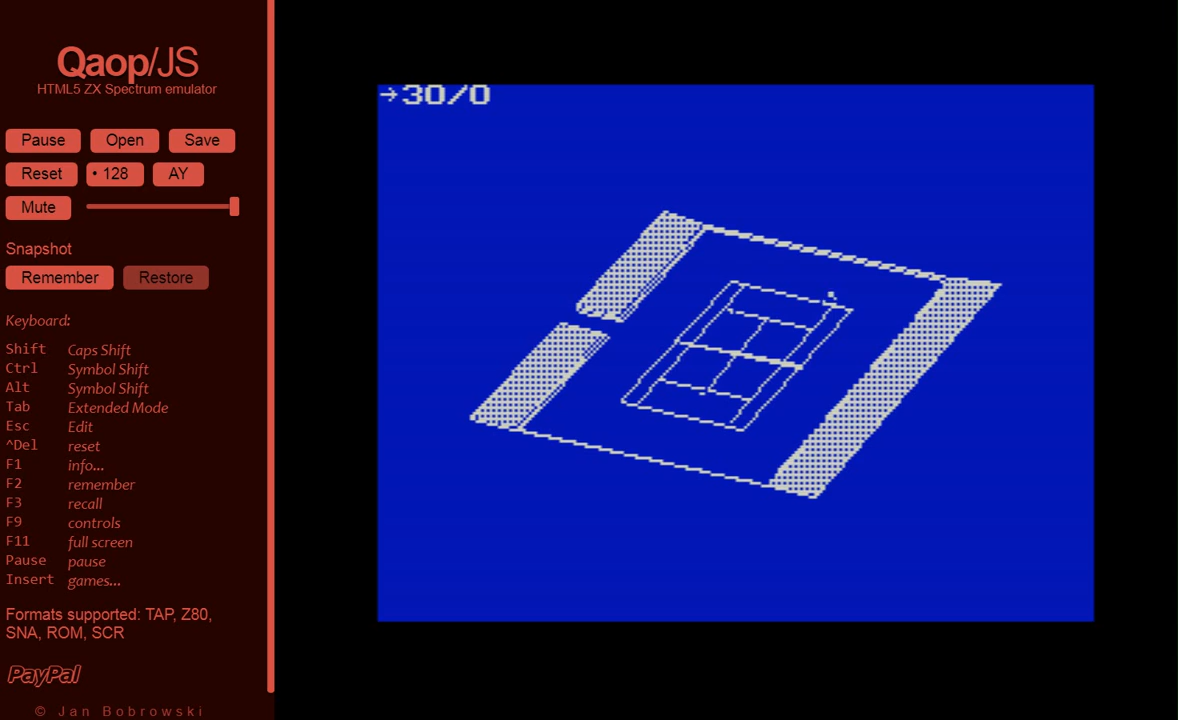 Qaop/JS
HTML5 ZX Spectrum emulator
Pause Open Save
Reset • 128 AY
Mute
Snapshot
Remember Restore
Keyboard:
Shift Caps Shift
Ctrl Symbol Shift
Alt Symbol Shift
Tab Extended Mode
Esc Edit
^Del reset
F1 info...
F2 remember
F3 recall
F9 controls
F11 full screen
Pause pause
Insert games...
Formats supported: TAP, Z80,
SNA, ROM, SCR
PayPal
© Jan Bobrowski
→30/0